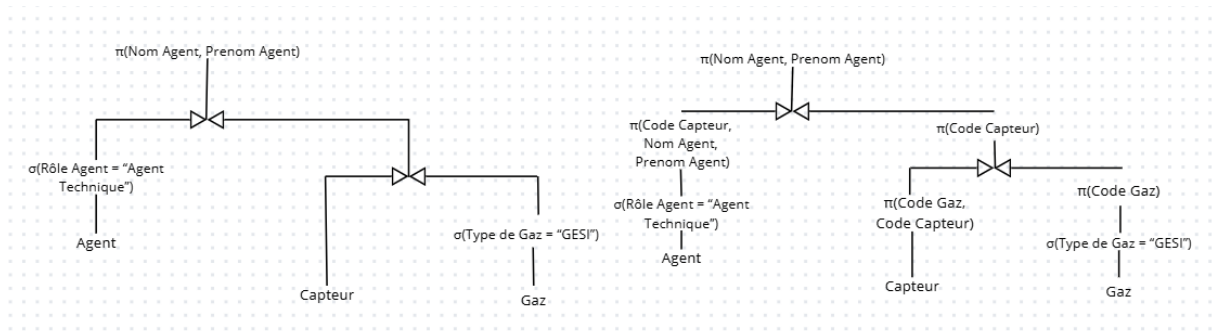 π(Nom Agent, Prenom Agent)
σ(Rôle Agent = “Agent
Technique”)
Agent
σ(Type de Gaz = “GESI”)
Capteur
Gaz
π(Nom Agent, Prenom Agent)
π(Code Capteur,
Nom Agent,
Prenom Agent)
π(Code Capteur)
σ(Rôle Agent = “Agent
Technique”)
Agent
π(Code Gaz,
Code Capteur)
π(Code Gaz)
σ(Type de Gaz = “GESI”)
Capteur
Gaz